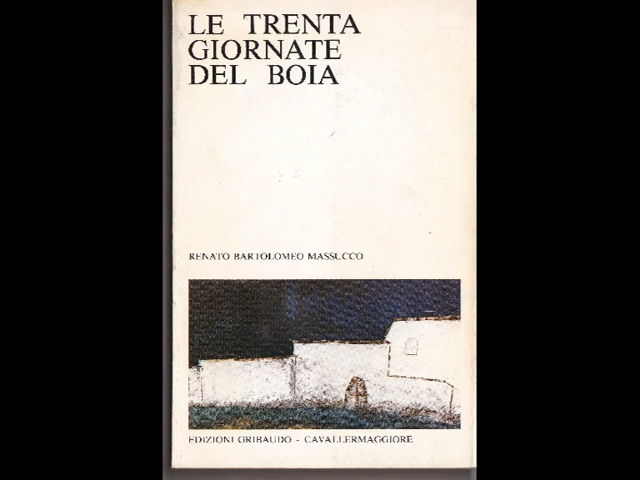 LE TRENTA
GIORNATE
DEL BOIA
RENATO BARTOLOMEO MASSUCCO
EDIZIONI GRIBAUDO - CAVALLERMAGGIORE